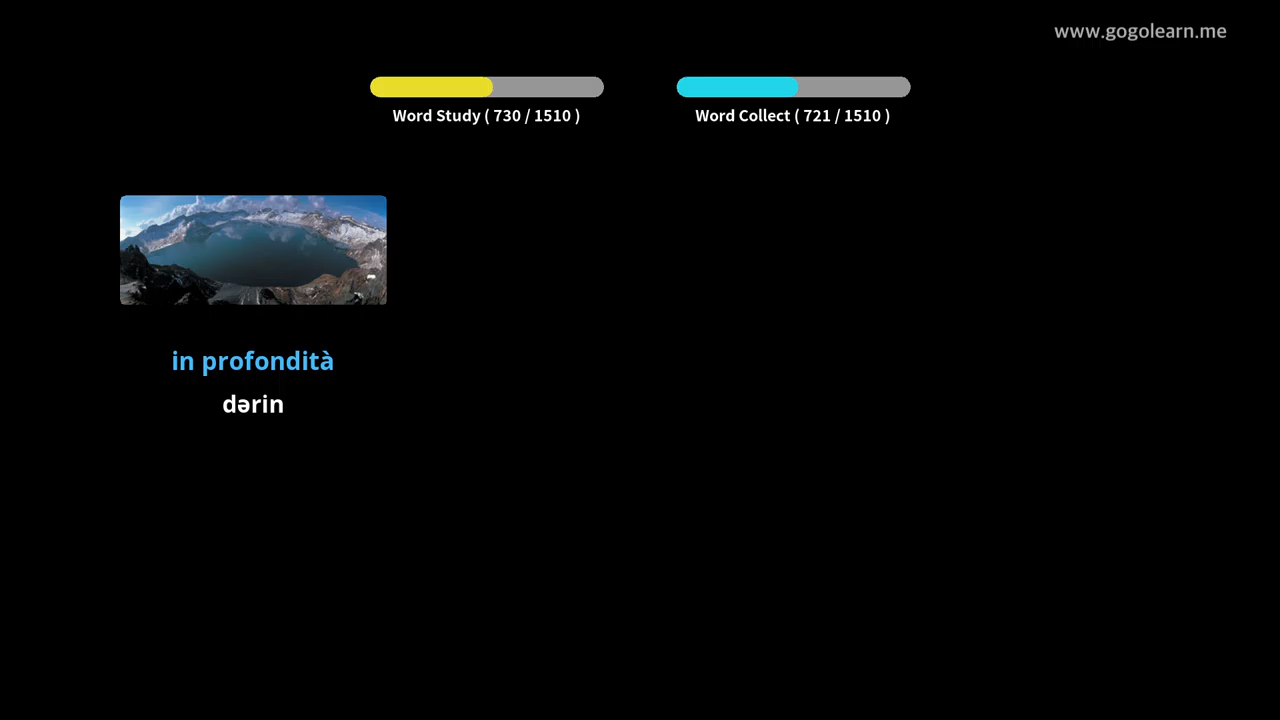 www.gogolearn.me
Word Study ( 730 / 1510 )
Word Collect ( 721 / 1510 )
in profondità
dərin